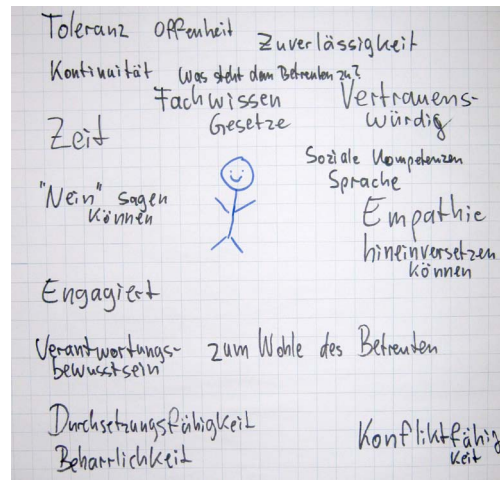 Toleranz Offenheit Zuverlässigkeit
Kontinuität Was steht dem Betreuten zu?
Fachwissen
Gesetze
Vertrauens-
würdig
Zeit
Soziale Kompetenzen
Sprache
"Nein" sagen
können
Empathie
hineinversetzen
können
Engagiert
Verantwortungs-
bewusstsein
zum Wohle des Betreuten
Durchsetzungsfähigkeit
Beharrlichkeit
Konfliktfähig
keit